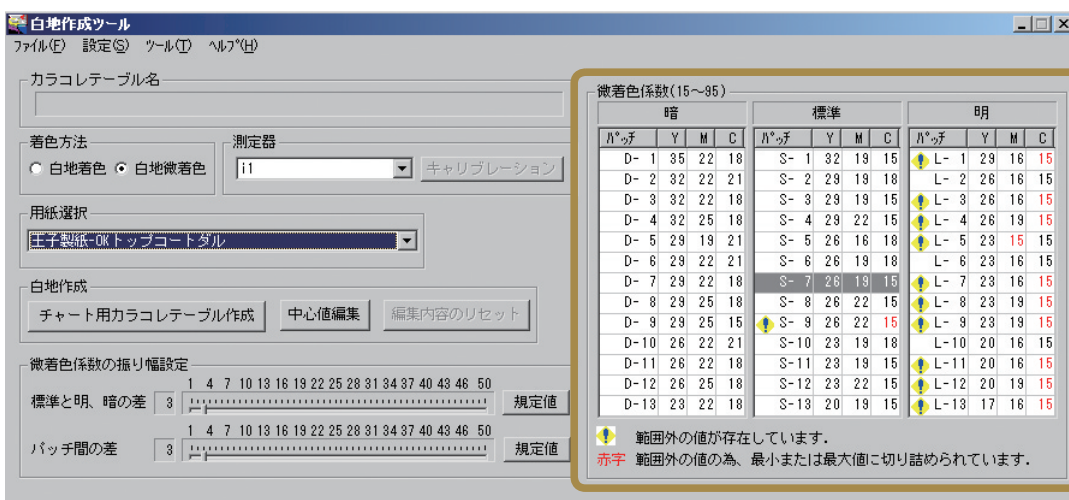 白地作成ツール
ファイル(F) 設定(S) ツール(T) ヘルプ(H)
カラコレテーブル名
着色方法
白地着色 白地微着色
測定器
i1 キャリブレーション
用紙選択
王子製紙-OKトップコートダル
白地作成
チャート用カラコレテーブル作成 中心値編集 編集内容のリセット
微着色係数の振り幅設定
1 4 7 10 13 16 19 22 25 28 31 34 37 40 43 46 50
標準と明、暗の差 3 規定値
1 4 7 10 13 16 19 22 25 28 31 34 37 40 43 46 50
パッチ間の差 3 規定値
微着色係数(15～95)
暗 標準 明
パッチ Y M C パッチ Y M C パッチ Y M C
D- 1 35 22 18 S- 1 32 19 15 L- 1 29 16 15
D- 2 32 22 21 S- 2 29 19 18 L- 2 26 16 15
D- 3 32 22 18 S- 3 29 19 15 L- 3 26 16 15
D- 4 32 25 18 S- 4 29 22 15 L- 4 26 19 15
D- 5 29 19 21 S- 5 26 16 18 L- 5 23 15 15
D- 6 29 22 21 S- 6 26 19 18 L- 6 23 16 15
D- 7 29 22 18 S- 7 26 19 15 L- 7 23 16 15
D- 8 29 25 18 S- 8 26 22 15 L- 8 23 19 15
D- 9 29 25 15 S- 9 26 22 15 L- 9 23 19 15
D-10 26 22 21 S-10 23 19 18 L-10 20 16 15
D-11 26 22 18 S-11 23 19 15 L-11 20 16 15
D-12 26 25 18 S-12 23 22 15 L-12 20 19 15
D-13 23 22 18 S-13 20 19 15 L-13 17 16 15
範囲外の値が存在しています.
赤字 範囲外の値の為、最小または最大値に切り詰められています.